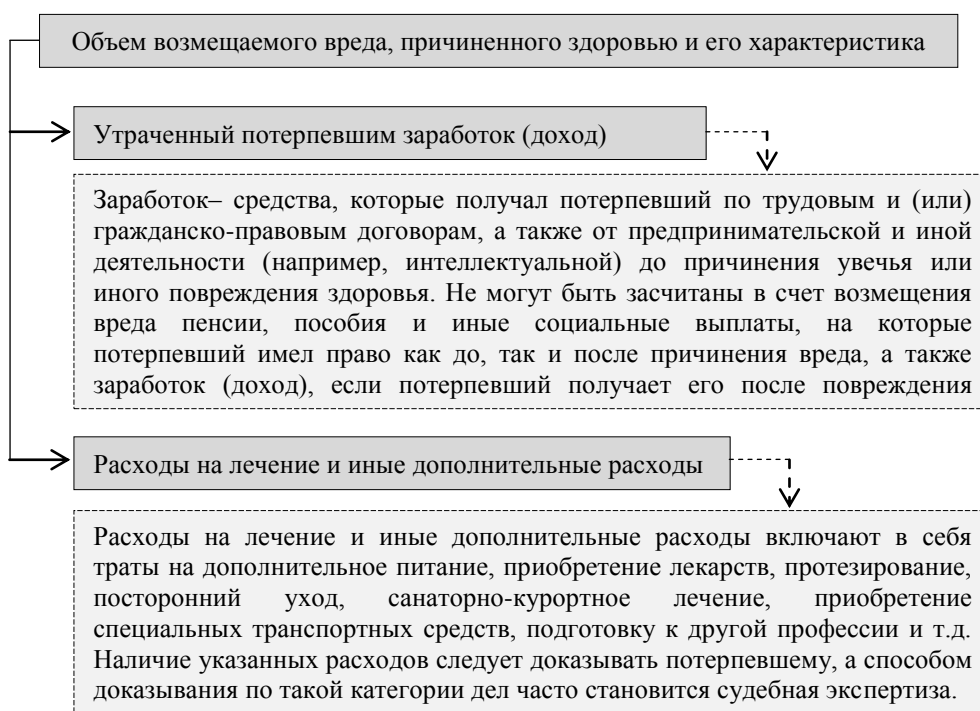 Объем возмещаемого вреда, причиненного здоровью и его характеристика
Утраченный потерпевшим заработок (доход)
Заработок– средства, которые получал потерпевший по трудовым и (или)
гражданско-правовым договорам, а также от предпринимательской и иной
деятельности (например, интеллектуальной) до причинения увечья или
иного повреждения здоровья. Не могут быть засчитаны в счет возмещения
вреда пенсии, пособия и иные социальные выплаты, на которые
потерпевший имел право как до, так и после причинения вреда, а также
заработок (доход), если потерпевший получает его после повреждения
Расходы на лечение и иные дополнительные расходы
Расходы на лечение и иные дополнительные расходы включают в себя
траты на дополнительное питание, приобретение лекарств, протезирование,
посторонний уход, санаторно-курортное лечение, приобретение
специальных транспортных средств, подготовку к другой профессии и т.д.
Наличие указанных расходов следует доказывать потерпевшему, а способом
доказывания по такой категории дел часто становится судебная экспертиза.